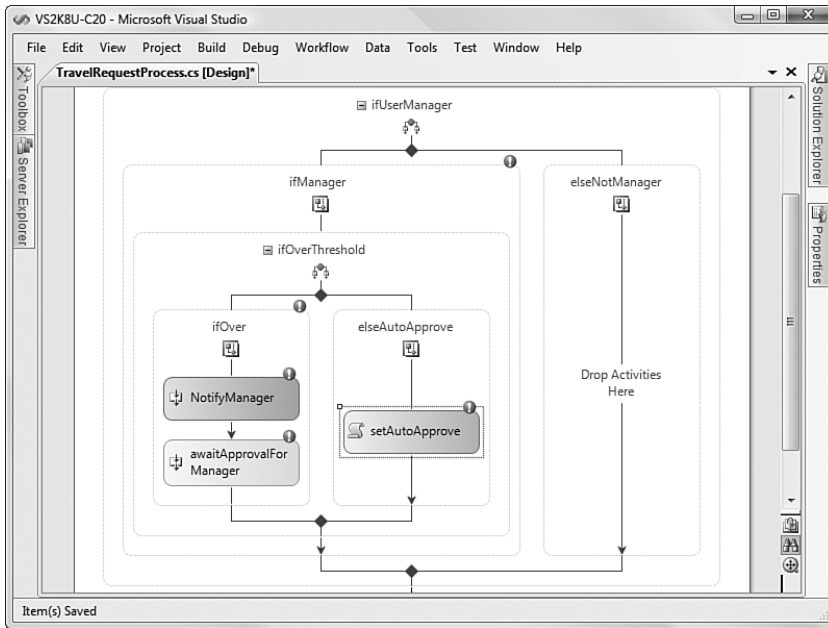 VS2K8U-C20 - Microsoft Visual Studio
File Edit View Project Build Debug Workflow Data Tools Test Window Help
TravelRequestProcess.cs [Design]*
Toolbox
Server Explorer
Solution Explorer
Properties
ifUserManager
ifManager
elseNotManager
ifOverThreshold
ifOver
elseAutoApprove
NotifyManager
setAutoApprove
awaitApprovalFor
Manager
Drop Activities
Here
Item(s) Saved